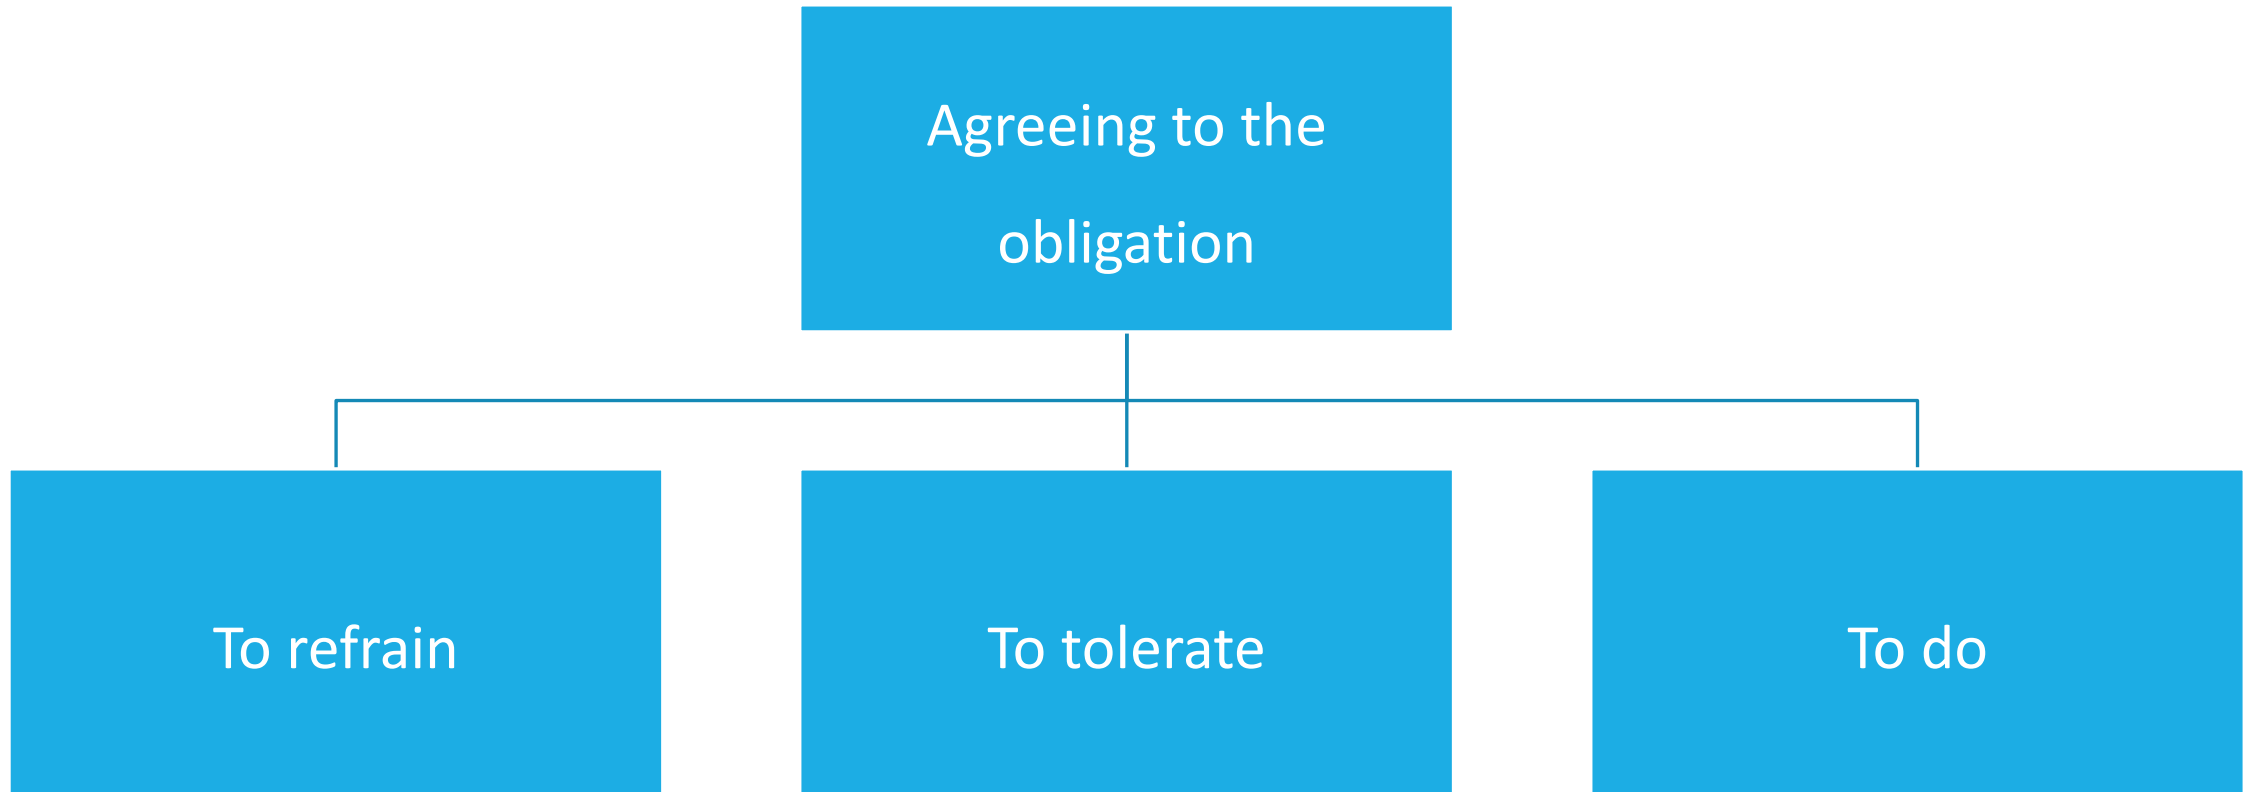 Agreeing to the
obligation
To refrain
To tolerate
To do